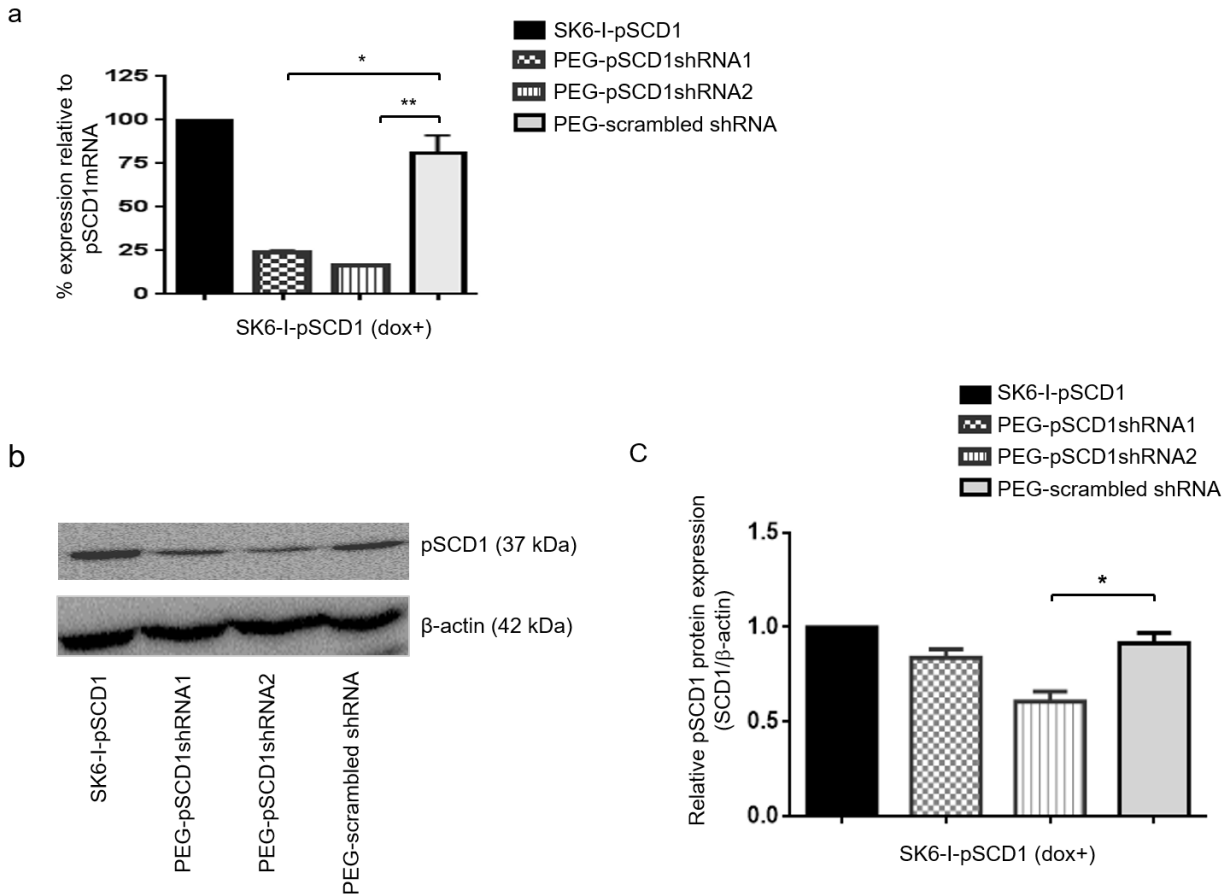 a
SK6-I-pSCD1
PEG-pSCD1shRNA1
PEG-pSCD1shRNA2
PEG-scrambled shRNA
% expression relative to
pSCD1mRNA
125
100
75
50
25
0
*
**
SK6-I-pSCD1 (dox+)
b
pSCD1 (37 kDa)
β-actin (42 kDa)
SK6-I-pSCD1
PEG-pSCD1shRNA1
PEG-pSCD1shRNA2
PEG-scrambled shRNA
C
SK6-I-pSCD1
PEG-pSCD1shRNA1
PEG-pSCD1shRNA2
PEG-scrambled shRNA
Relative pSCD1 protein expression
(SCD1/β-actin)
1.5
1.0
0.5
0.0
*
SK6-I-pSCD1 (dox+)